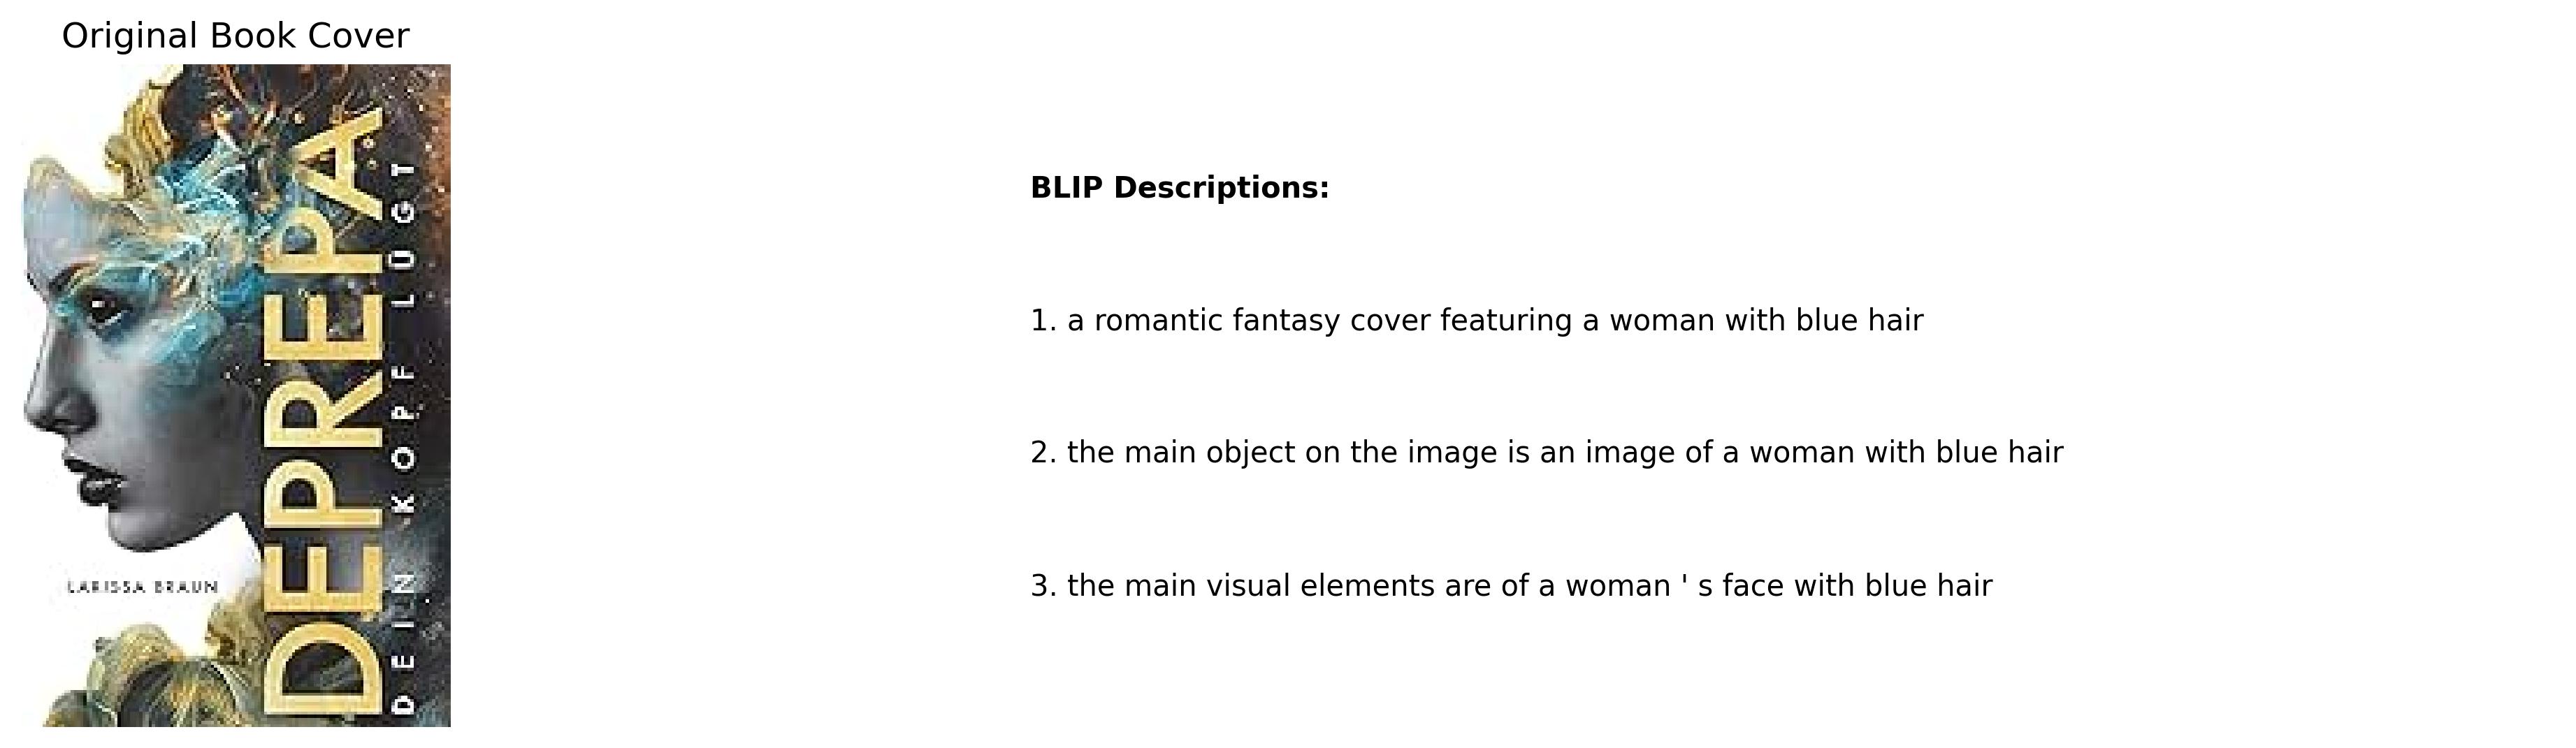 Original Book Cover
DEPREPA
DEIN KOPF LÜGT
LARISSA BRAUN
BLIP Descriptions:
1. a romantic fantasy cover featuring a woman with blue hair
2. the main object on the image is an image of a woman with blue hair
3. the main visual elements are of a woman ' s face with blue hair